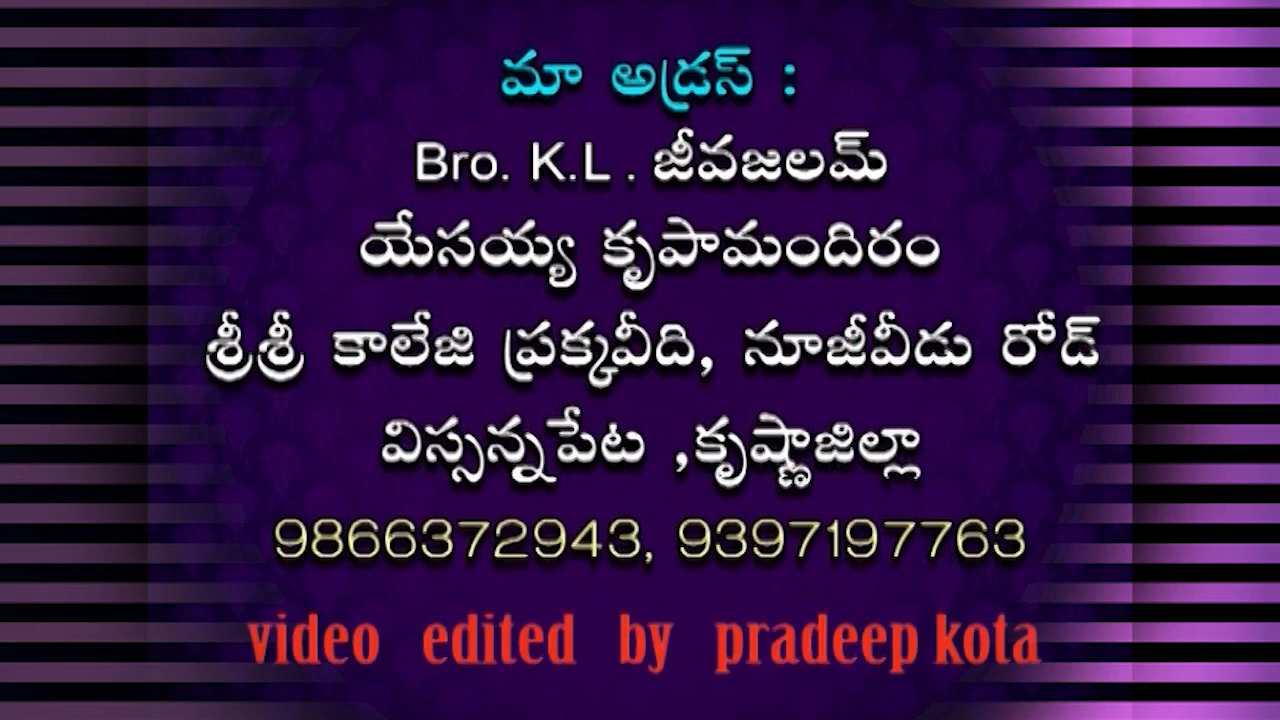 మా అడ్రస్ :
Bro. K.L . జీవజలమ్
యేసయ్య కృపామందిరం
శ్రీశ్రీ కాలేజి ప్రక్కవీది, నూజీవీడు రోడ్
విస్సన్నపేట ,కృష్ణాజిల్లా
9866372943, 9397197763
video edited by pradeep kota